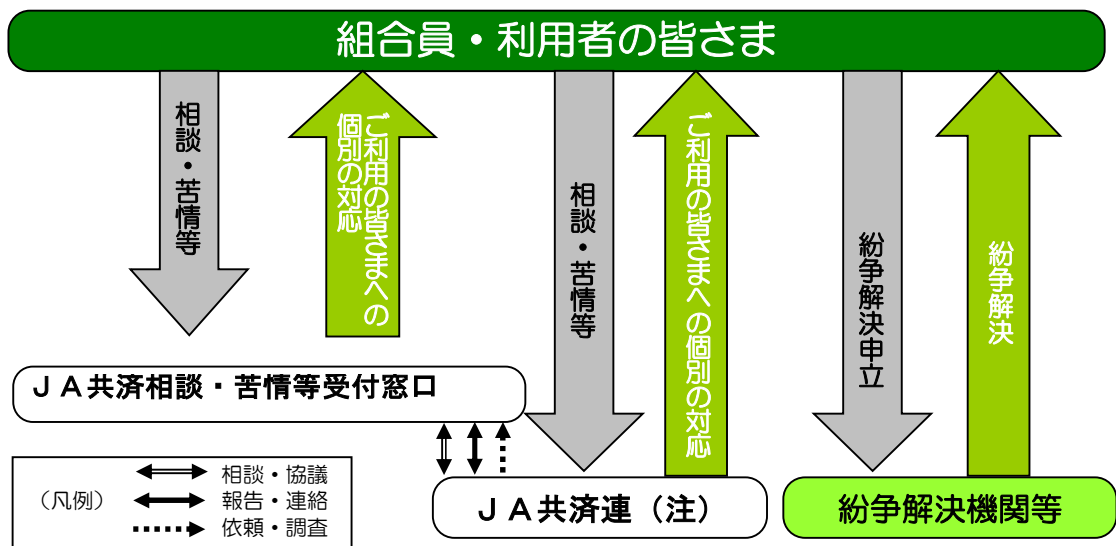 組合員・利用者の皆さま
相談・苦情等
ご利用の皆さまへの
個別の対応
相談・苦情等
ご利用の皆さまへ の個別の対応
紛争解決申立
紛争解決
ＪＡ共済相談・苦情等受付窓口
（凡例）
相談・協議
報告・連絡
依頼・調査
ＪＡ共済連（注）
紛争解決機関等